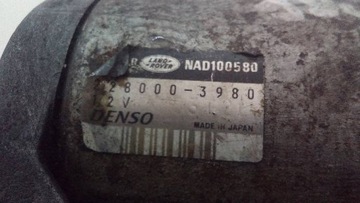 LAND-
ROVER
NAD100580
28000-3980
2V
DENSO
MADE IN JAPAN